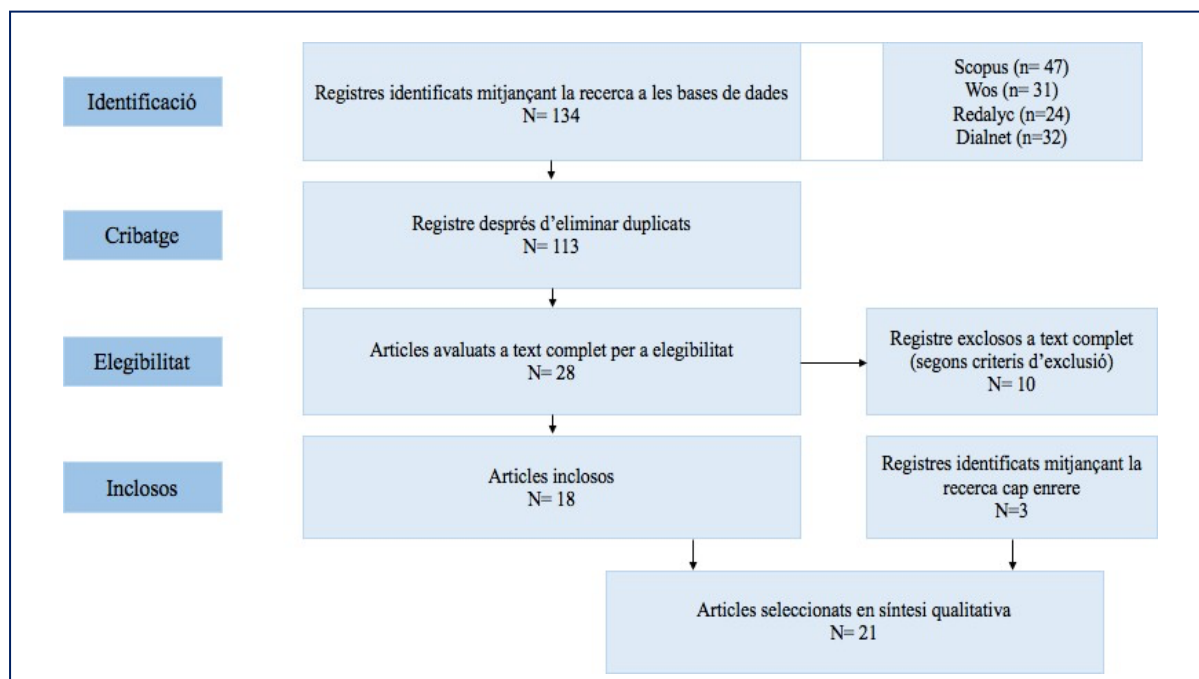 Identificació
Registres identificats mitjançant la recerca a les bases de dades
N= 134
Scopus (n= 47)
Wos (n= 31)
Redalyc (n=24)
Dialnet (n=32)
Cribatge
Registre després d'eliminar duplicats
N= 113
Elegibilitat
Articles avaluats a text complet per a elegibilitat
N= 28
Registre exclosos a text complet
(segons criteris d'exclusió)
N= 10
Inclosos
Articles inclosos
N= 18
Registres identificats mitjançant la
recerca cap enrere
N=3
Articles seleccionats en síntesi qualitativa
N= 21